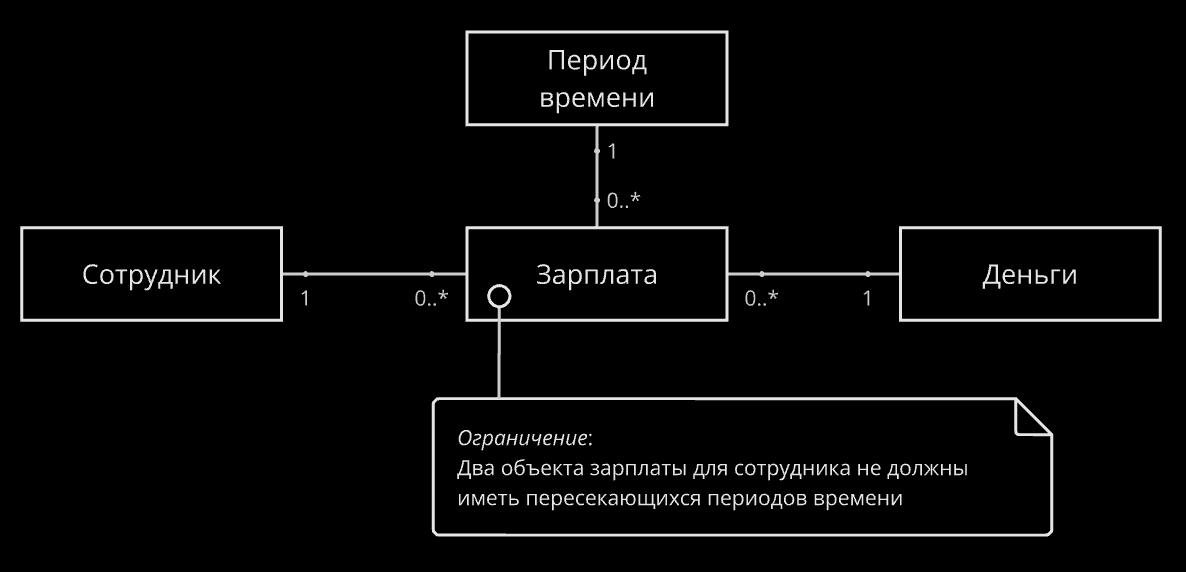 Период
времени
1
0..*
Сотрудник
Зарплата
Деньги
1
0..*
0..*
1
Ограничение:
Два объекта зарплаты для сотрудника не должны
иметь пересекающихся периодов времени